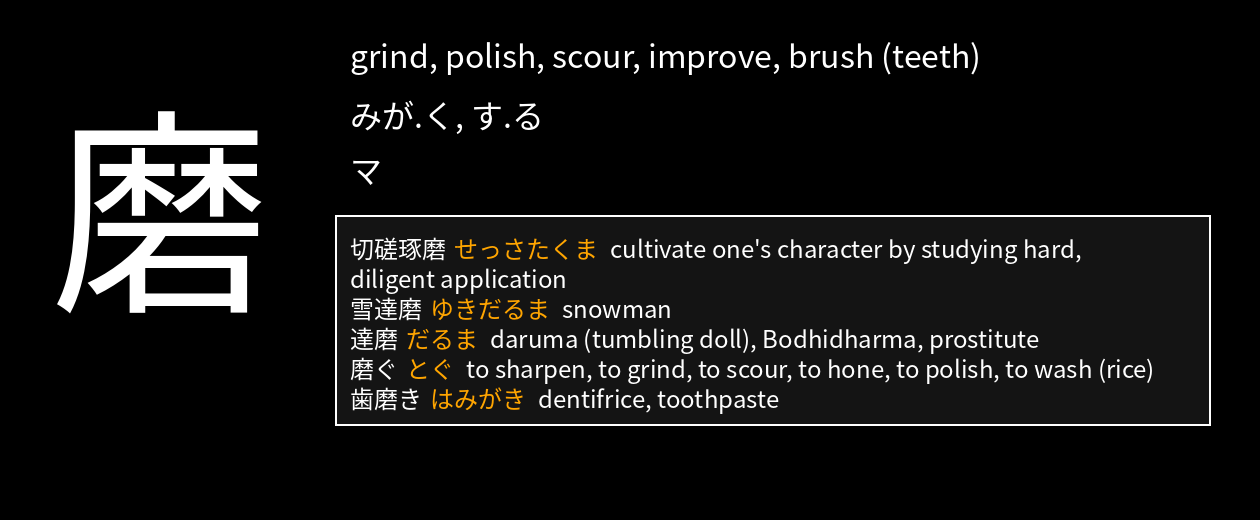 磨
grind, polish, scour, improve, brush (teeth)
みが.く, す.る
マ
切磋琢磨 せっさたくま cultivate one's character by studying hard,
diligent application
雪達磨 ゆきだるま snowman
達磨 だるま daruma (tumbling doll), Bodhidharma, prostitute
磨ぐ とぐ to sharpen, to grind, to scour, to hone, to polish, to wash (rice)
歯磨き はみがき dentifrice, toothpaste